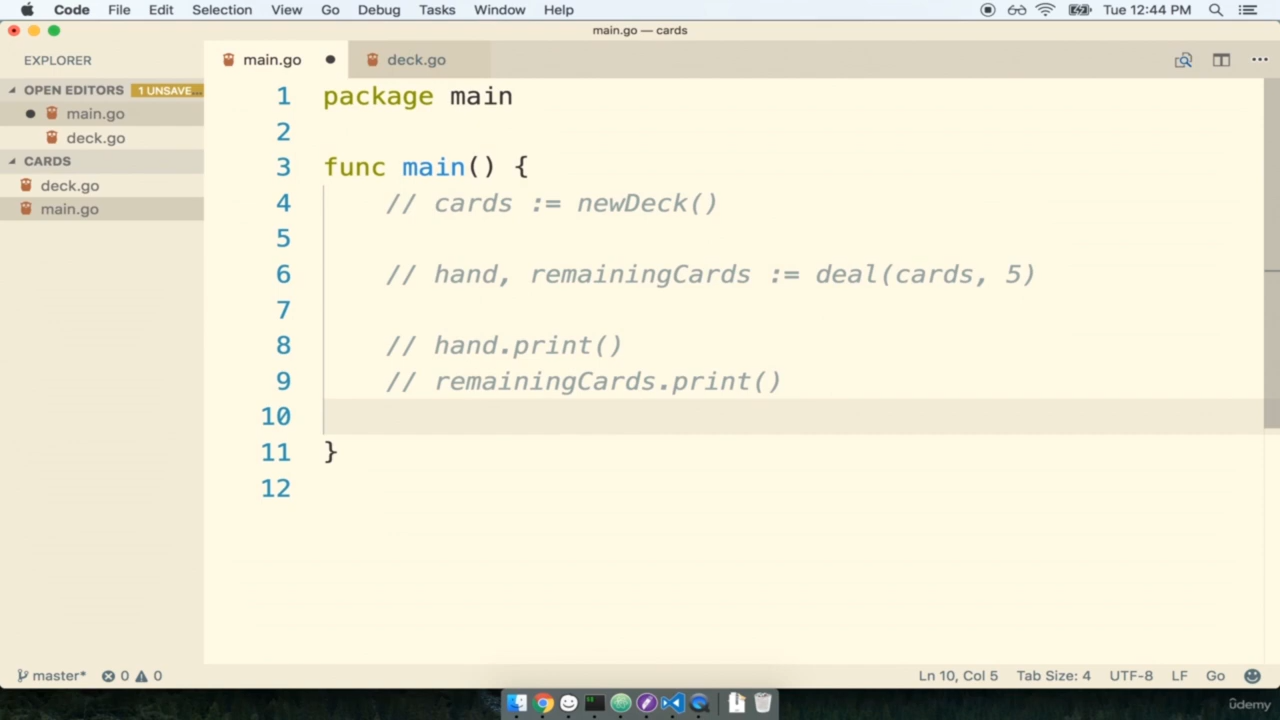 Code File Edit Selection View Go Debug Tasks Window Help Tue 12:44 PM
main.go — cards
EXPLORER
main.go
deck.go
OPEN EDITORS 1 UNSAVE...
main.go
deck.go
CARDS
deck.go
main.go
1 package main
2
3 func main() {
4 // cards := newDeck()
5
6 // hand, remainingCards := deal(cards, 5)
7
8 // hand.print()
9 // remainingCards.print()
10
11 }
12
master* 0 0 Ln 10, Col 5 Tab Size: 4 UTF-8 LF Go
ûdemy